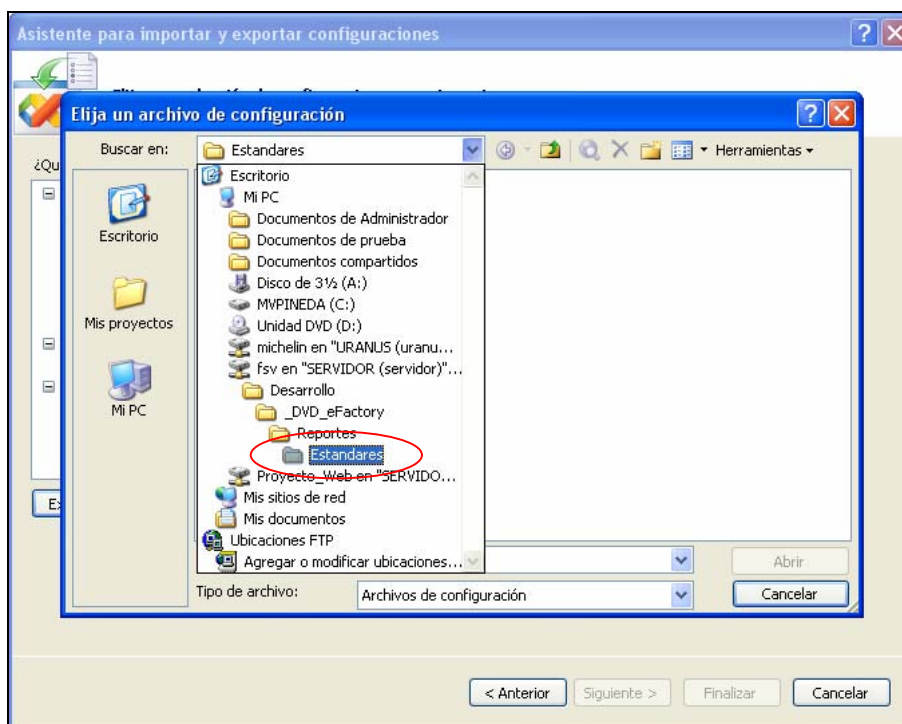 Asistente para importar y exportar configuraciones
Elija un archivo de configuración
Buscar en:
Estandares
Herramientas
¿Qu
Escritorio
Mi PC
Documentos de Administrador
Documentos de prueba
Documentos compartidos
Disco de 3½ (A:)
MVPINEDA (C:)
Unidad DVD (D:)
michelin en "URANUS (uranu...
fsv en "SERVIDOR (servidor)"...
Desarrollo
_DVD_eFactory
Reportes
Estandares
Proyecto_Web en "SERVIDO...
Mis sitios de red
Mis documentos
Ubicaciones FTP
Agregar o modificar ubicaciones...
Escritorio
Mis proyectos
Mi PC
Abrir
Tipo de archivo:
Archivos de configuración
Cancelar
< Anterior
Siguiente >
Finalizar
Cancelar